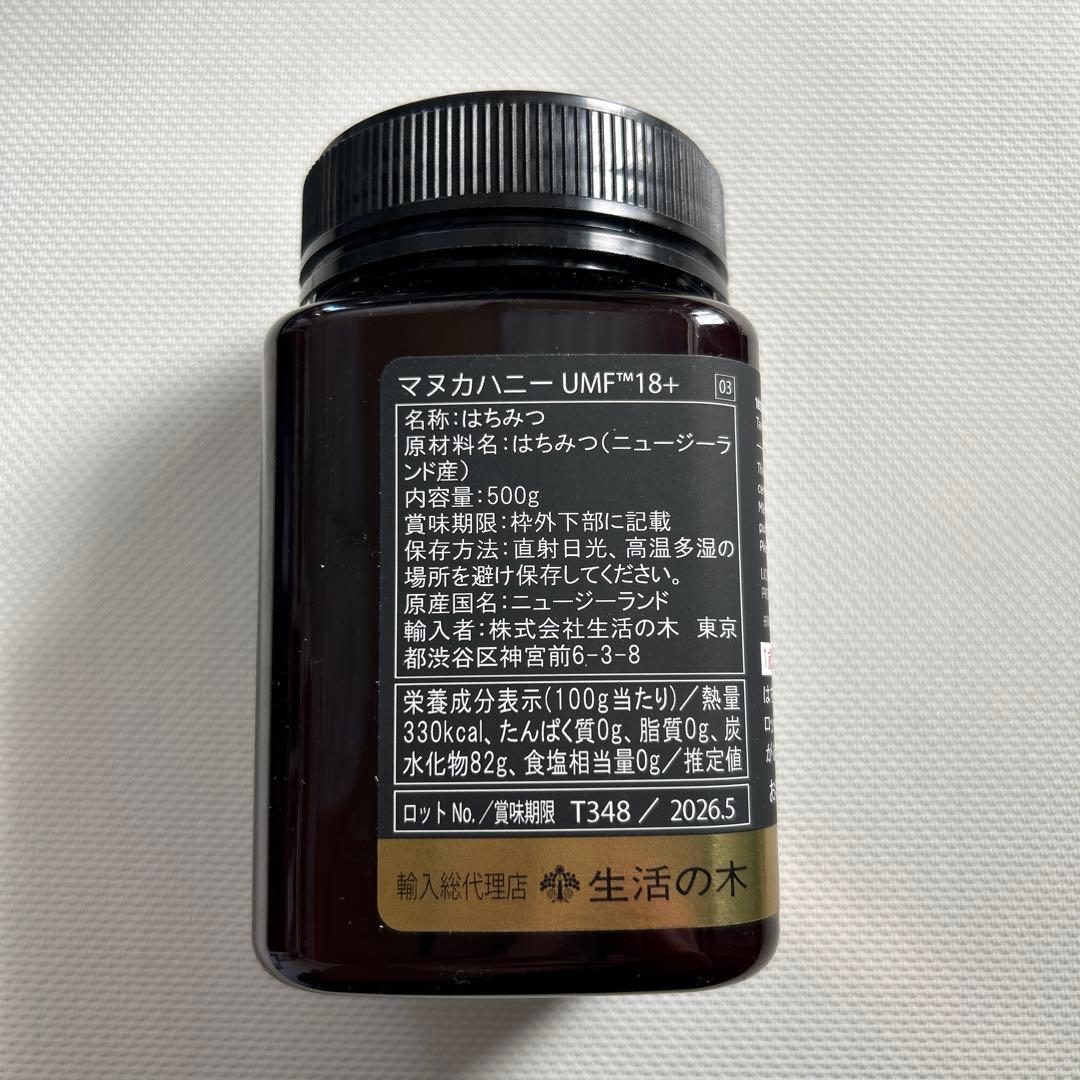 マヌカハニー UMF™18+
03
名称:はちみつ
原材料名:はちみつ(ニュージーラ
ンド産)
内容量:500g
賞味期限:枠外下部に記載
保存方法:直射日光、高温多湿の
場所を避け保存してください。
原産国名:ニュージーランド
輸入者:株式会社生活の木 東京
都渋谷区神宮前6-3-8
栄養成分表示(100g当たり)/熱量
330kcal、たんぱく質0g、脂質0g、炭
水化物82g、食塩相当量0g/推定値
ロットNo./賞味期限 T348/2026.5
輸入総代理店 生活の木